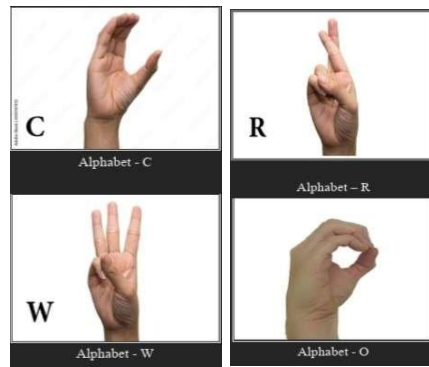 C
Alphabet - C
R
Alphabet – R
W
Alphabet - W
Alphabet - O